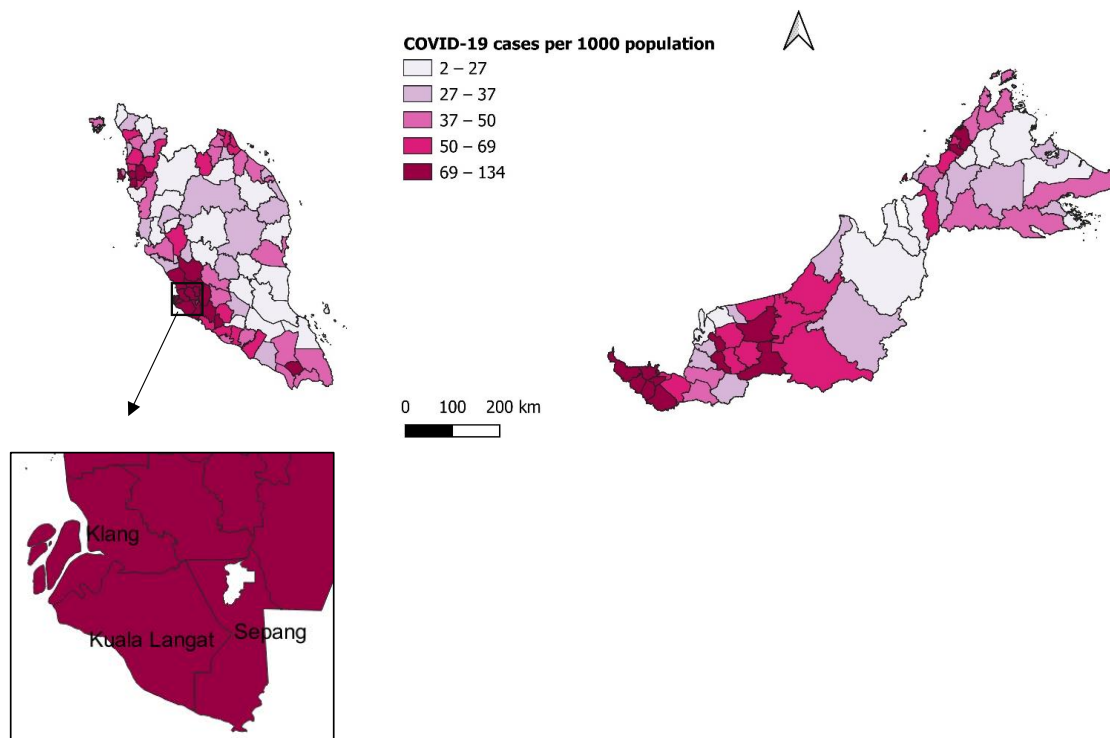 COVID-19 cases per 1000 population
2 – 27
27 – 37
37 – 50
50 – 69
69 – 134
0 100 200 km
Klang
Kuala Langat
Sepang